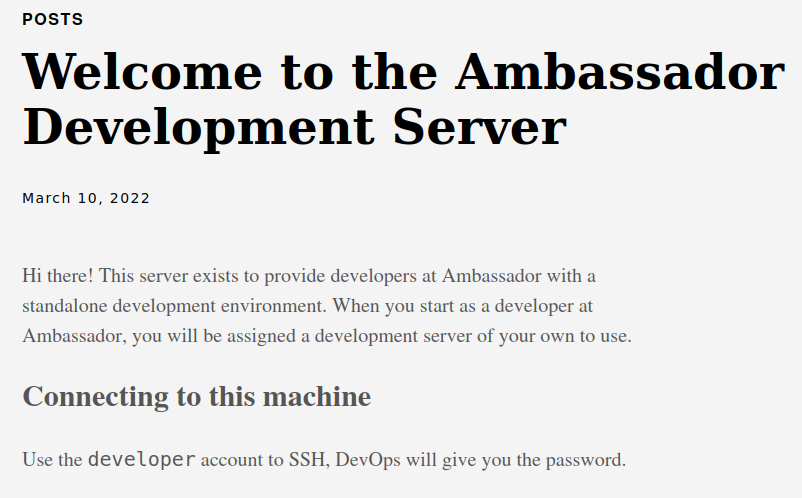 POSTS
Welcome to the Ambassador
Development Server
March 10, 2022
Hi there! This server exists to provide developers at Ambassador with a
standalone development environment. When you start as a developer at
Ambassador, you will be assigned a development server of your own to use.
Connecting to this machine
Use the developer account to SSH, DevOps will give you the password.